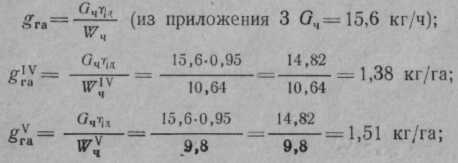 g_га = G_ч η_д / W_ч (из приложения 3 G_ч = 15,6 кг/ч);
g_га^IV = G_ч η_д / W_ч^IV = 15,6·0,95 / 10,64 = 14,82 / 10,64 = 1,38 кг/га;
g_га^V = G_ч η_д / W_ч^V = 15,6·0,95 / 9,8 = 14,82 / 9,8 = 1,51 кг/га;